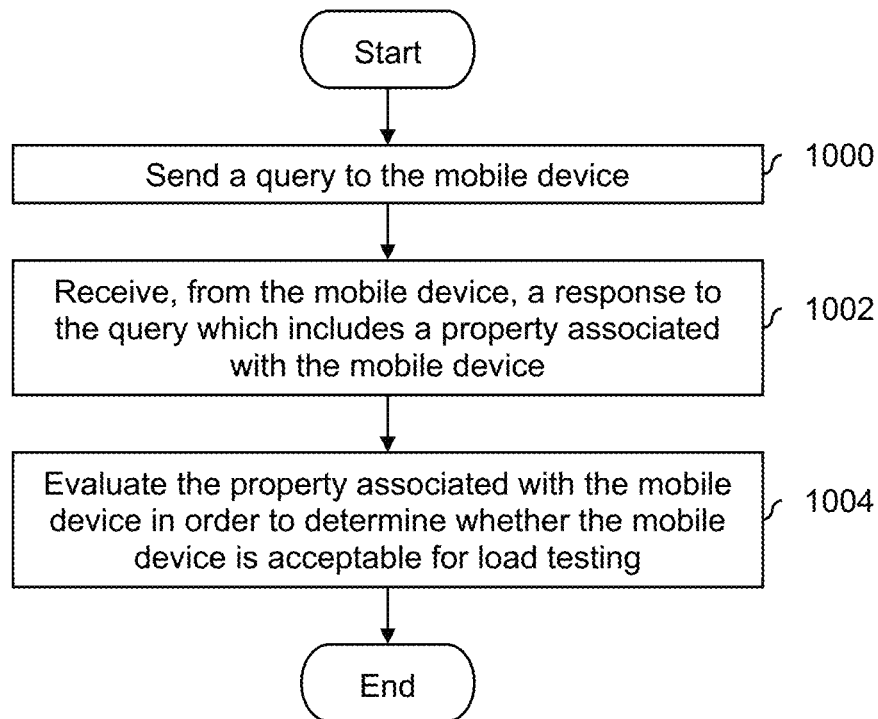 Start
Send a query to the mobile device
1000
Receive, from the mobile device, a response to
the query which includes a property associated
with the mobile device
1002
Evaluate the property associated with the mobile
device in order to determine whether the mobile
device is acceptable for load testing
1004
End